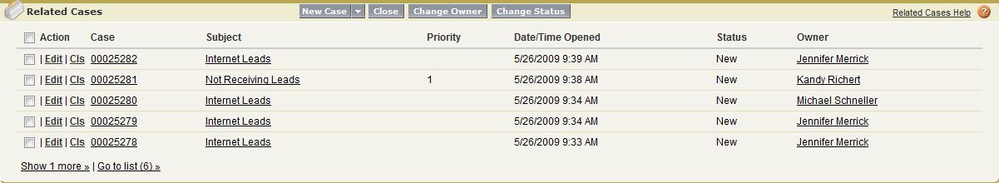 Related Cases New Case Close Change Owner Change Status Related Cases Help ?
Action Case Subject Priority Date/Time Opened Status Owner
| Edit | Cls 00025282 Internet Leads 5/26/2009 9:39 AM New Jennifer Merrick
| Edit | Cls 00025281 Not Receiving Leads 1 5/26/2009 9:38 AM New Kandy Richert
| Edit | Cls 00025280 Internet Leads 5/26/2009 9:34 AM New Michael Schneller
| Edit | Cls 00025279 Internet Leads 5/26/2009 9:34 AM New Jennifer Merrick
| Edit | Cls 00025278 Internet Leads 5/26/2009 9:33 AM New Jennifer Merrick
Show 1 more » | Go to list (6) »